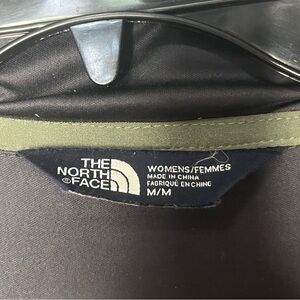 THE
NORTH
FACE
WOMENS/FEMMES
MADE IN CHINA
FABRIQUÉ EN CHINE
M/M